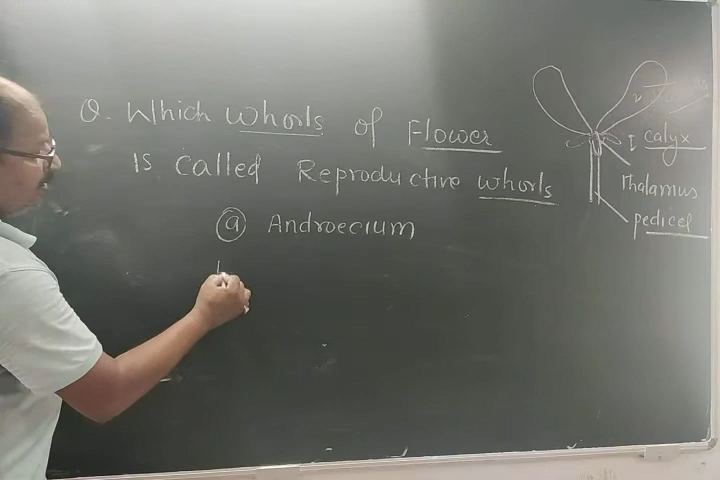 Q. Which whorls of Flower
Is called Reproductive whorls
ⓐ Androecium
I calyx
Thalamus
pedicel